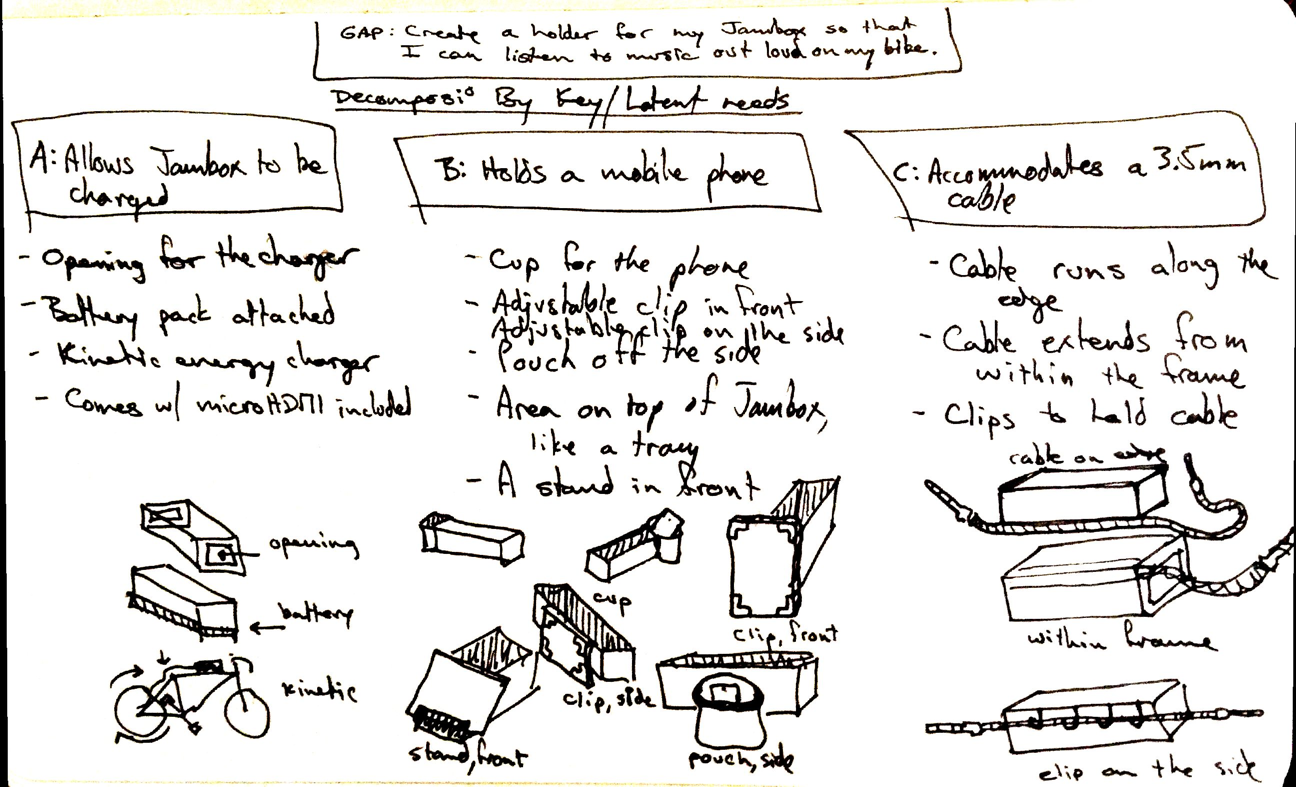 GAP: Create a holder for my Jambox so that
I can listen to music out loud on my bike.
Decomposi° By Key/Latent needs
A: Allows Jambox to be
charged
- Opening for the charger
- Battery pack attached
- Kinetic energy charger
- Comes w/ microHDMI included
opening
battery
kinetic
B: Holds a mobile phone
- Cup for the phone
- Adjustable clip in front
Adjustable clip on the side
- Pouch off the side
- Area on top of Jambox,
like a tray
- A stand in front
cup
clip, front
clip, side
stand, front
pouch, side
C: Accommodates a 3.5mm
cable
- Cable runs along the
edge
- Cable extends from
within the frame
- Clips to hold cable
cable on edge
within frame
clip on the side